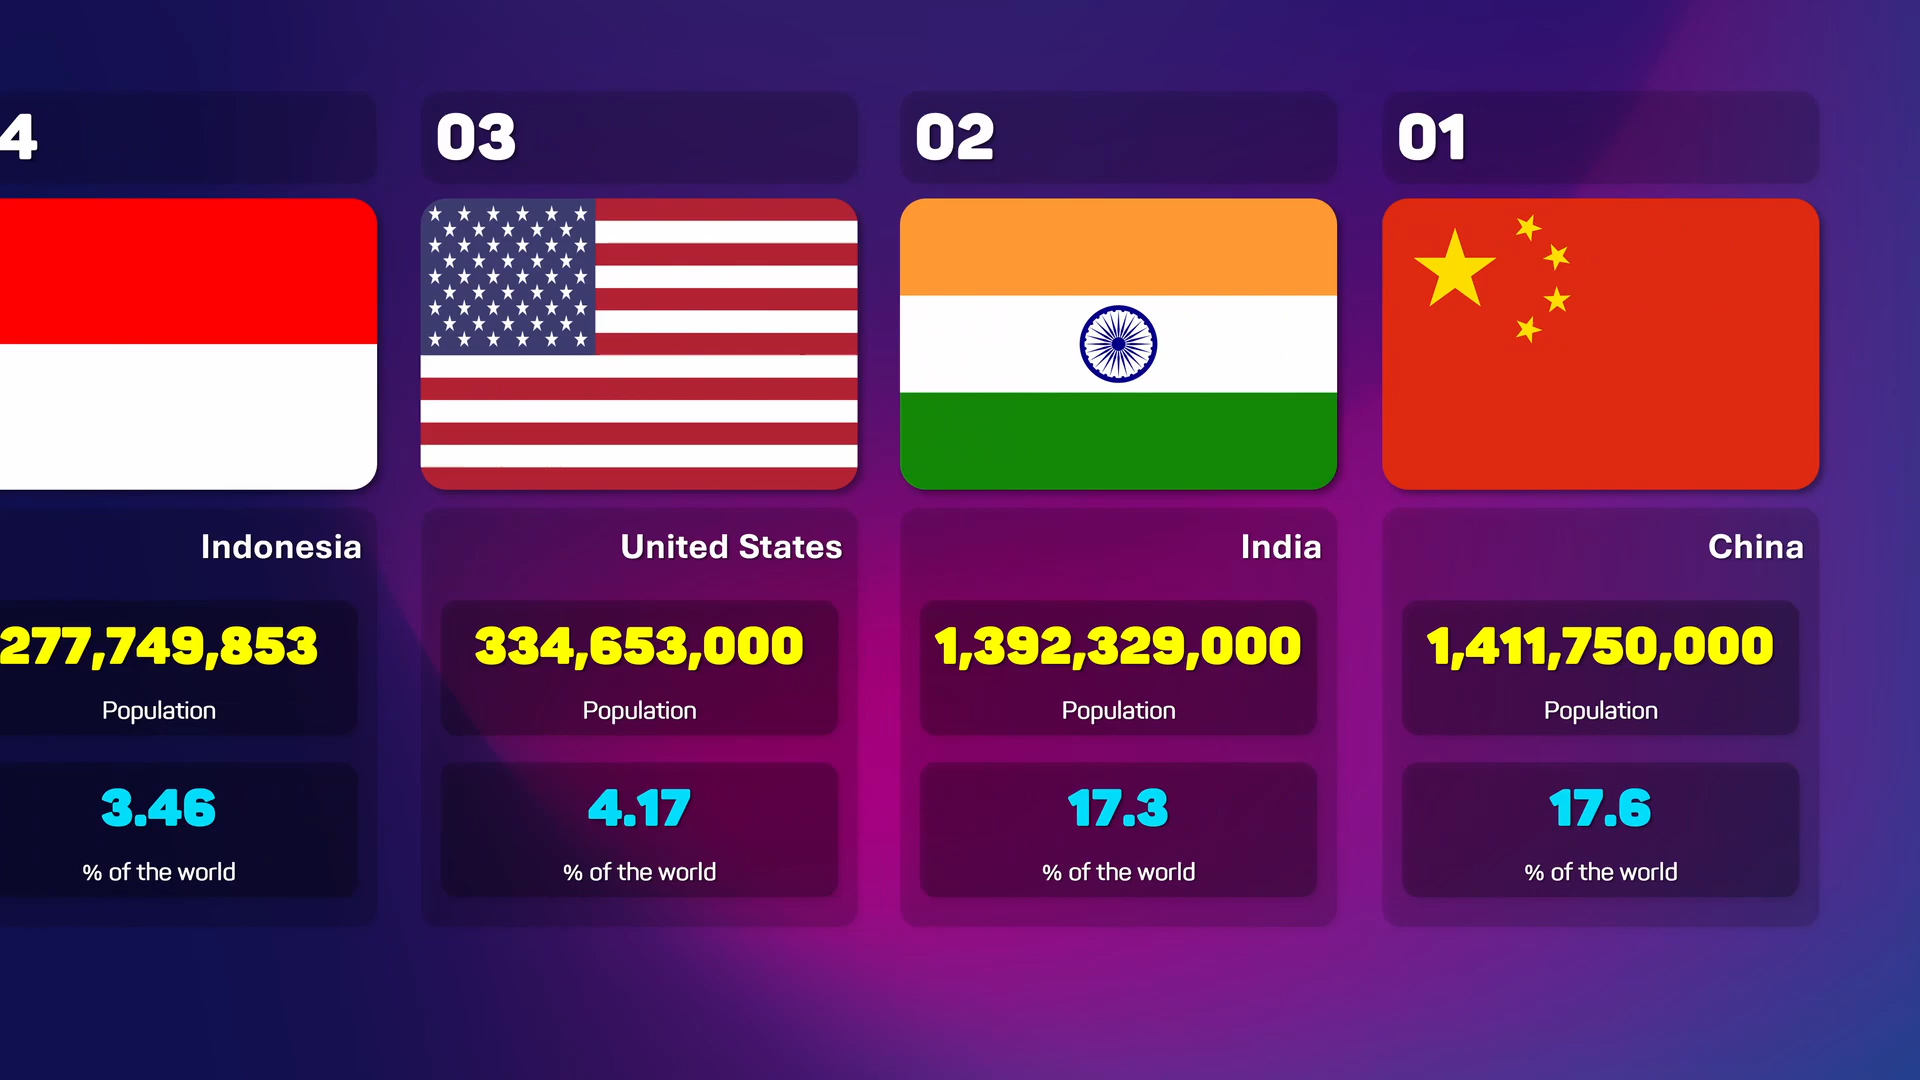 4
03
02
01
Indonesia
United States
India
China
277,749,853
334,653,000
1,392,329,000
1,411,750,000
Population
Population
Population
Population
3.46
4.17
17.3
17.6
% of the world
% of the world
% of the world
% of the world